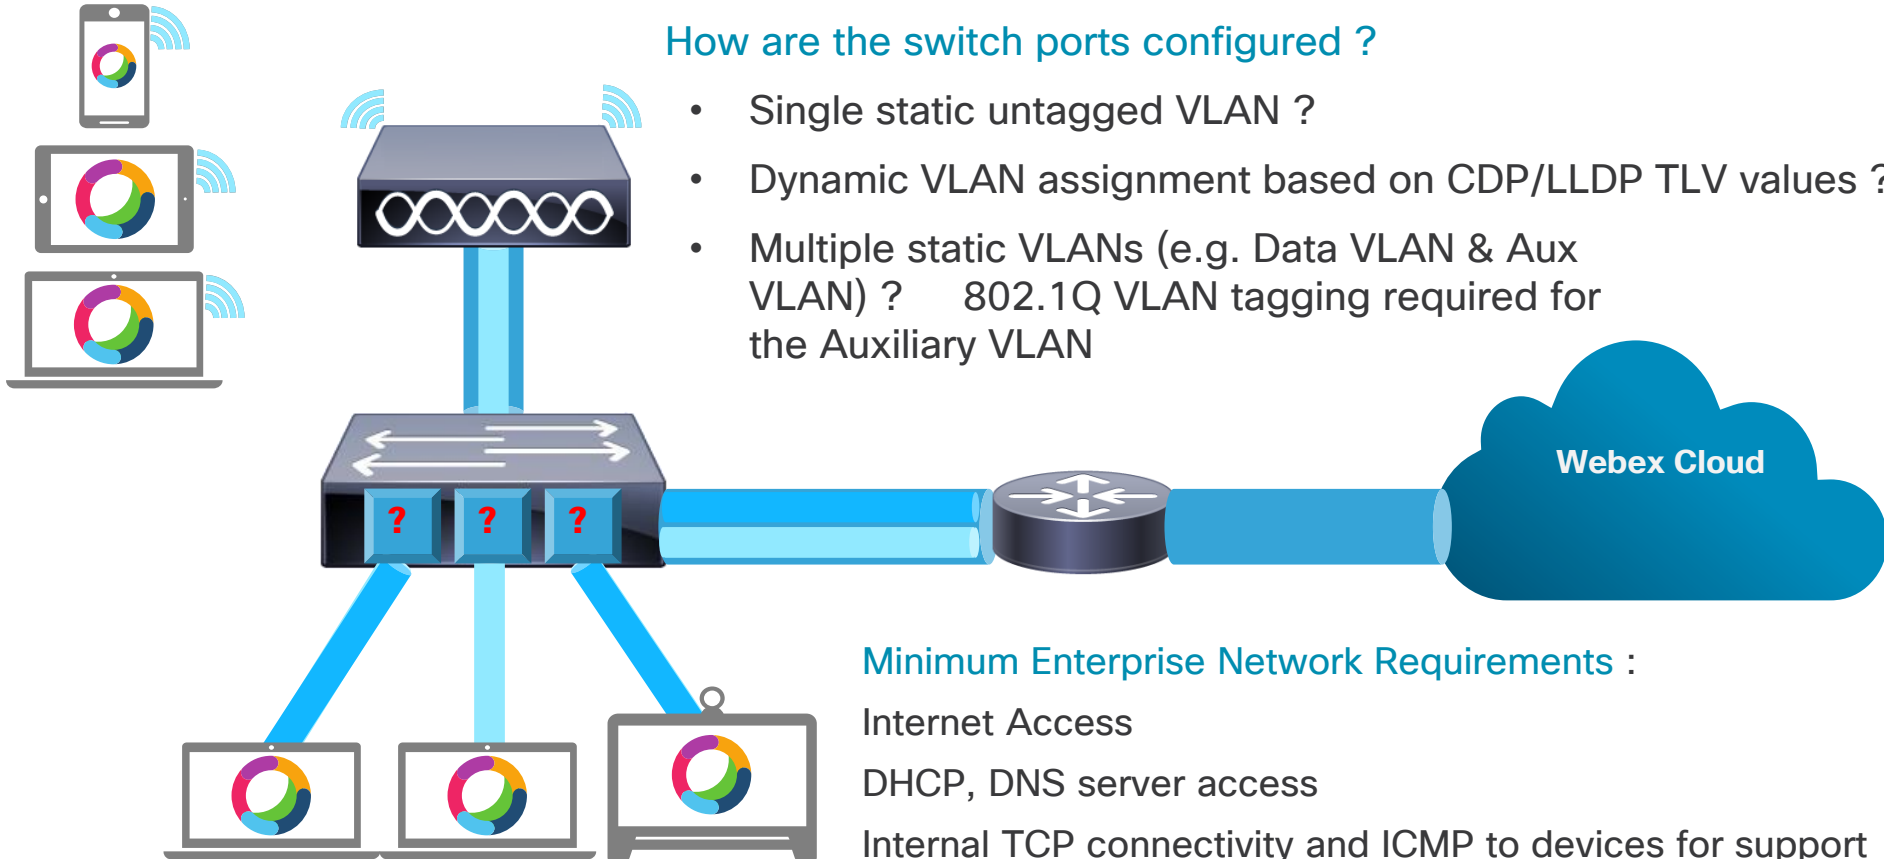 How are the switch ports configured ?
• Single static untagged VLAN ?
• Dynamic VLAN assignment based on CDP/LLDP TLV values ?
• Multiple static VLANs (e.g. Data VLAN & Aux
VLAN) ? 802.1Q VLAN tagging required for
the Auxiliary VLAN
Webex Cloud
? ? ?
Minimum Enterprise Network Requirements :
Internet Access
DHCP, DNS server access
Internal TCP connectivity and ICMP to devices for support